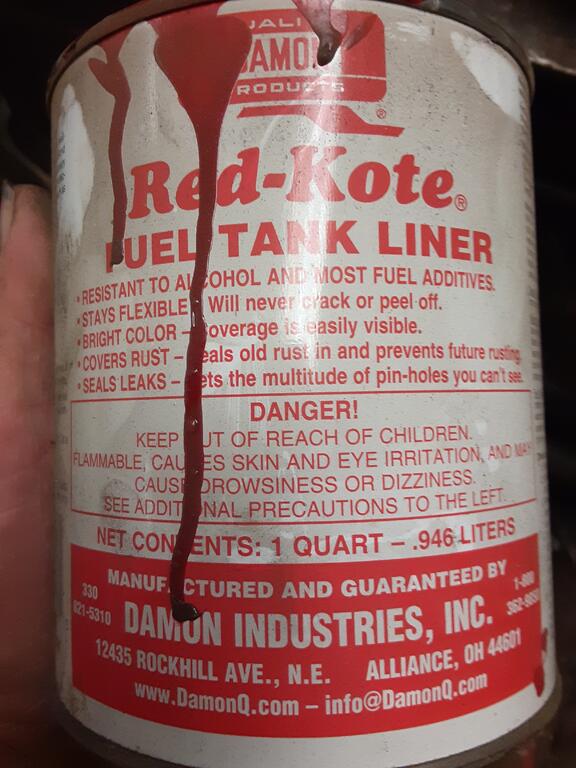 DAMON
PRODUCTS
®
Red-Kote®
FUEL TANK LINER
• RESISTANT TO ALCOHOL AND MOST FUEL ADDITIVES.
• STAYS FLEXIBLE – Will never crack or peel off.
• BRIGHT COLOR – Coverage is easily visible.
• COVERS RUST – Seals old rust in and prevents future rusting.
• SEALS LEAKS – Gets the multitude of pin-holes you can't see.
DANGER!
KEEP OUT OF REACH OF CHILDREN.
FLAMMABLE, CAUSES SKIN AND EYE IRRITATION, AND MAY
CAUSE DROWSINESS OR DIZZINESS.
SEE ADDITIONAL PRECAUTIONS TO THE LEFT.
NET CONTENTS: 1 QUART – .946 LITERS
MANUFACTURED AND GUARANTEED BY
330
821-5310
DAMON INDUSTRIES, INC.
1-800
12435 ROCKHILL AVE., N.E. ALLIANCE, OH 44601
www.DamonQ.com – info@DamonQ.com